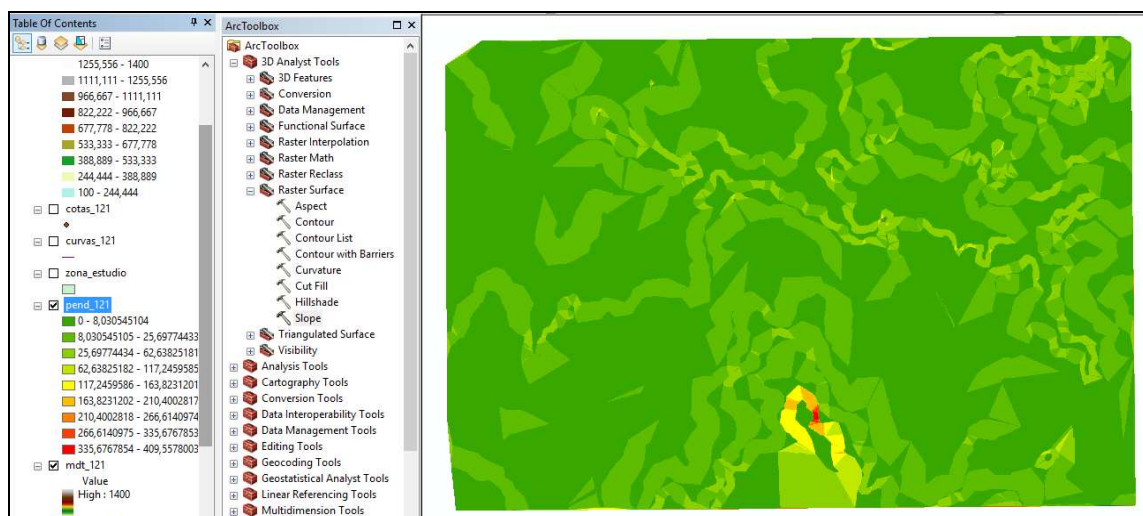 Table Of Contents
1255,556 - 1400
1111,111 - 1255,556
966,667 - 1111,111
822,222 - 966,667
677,778 - 822,222
533,333 - 677,778
388,889 - 533,333
244,444 - 388,889
100 - 244,444
cotas_121
curvas_121
zona_estudio
pend_121
0 - 8,030545104
8,030545105 - 25,69774433
25,69774434 - 62,63825181
62,63825182 - 117,2459585
117,2459586 - 163,8231201
163,8231202 - 210,4002817
210,4002818 - 266,6140974
266,6140975 - 335,6767853
335,6767854 - 409,5578003
mdt_121
Value
High : 1400
ArcToolbox
ArcToolbox
3D Analyst Tools
3D Features
Conversion
Data Management
Functional Surface
Raster Interpolation
Raster Math
Raster Reclass
Raster Surface
Aspect
Contour
Contour List
Contour with Barriers
Curvature
Cut Fill
Hillshade
Slope
Triangulated Surface
Visibility
Analysis Tools
Cartography Tools
Conversion Tools
Data Interoperability Tools
Data Management Tools
Editing Tools
Geocoding Tools
Geostatistical Analyst Tools
Linear Referencing Tools
Multidimension Tools